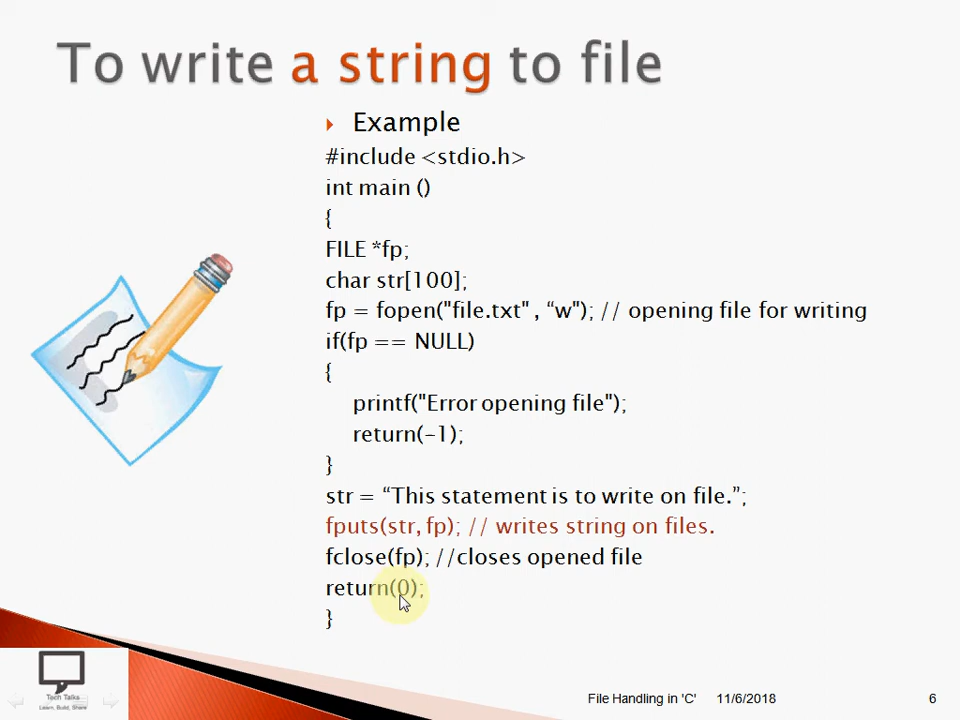 To write a string to file
Example
#include <stdio.h>
int main ()
{
FILE *fp;
char str[100];
fp = fopen("file.txt" , “w"); // opening file for writing
if(fp == NULL)
{
printf("Error opening file");
return(-1);
}
str = “This statement is to write on file.”;
fputs(str, fp); // writes string on files.
fclose(fp); //closes opened file
return(0);
}
Tech Talks
Learn, Build, Share
File Handling in 'C' 11/6/2018 6